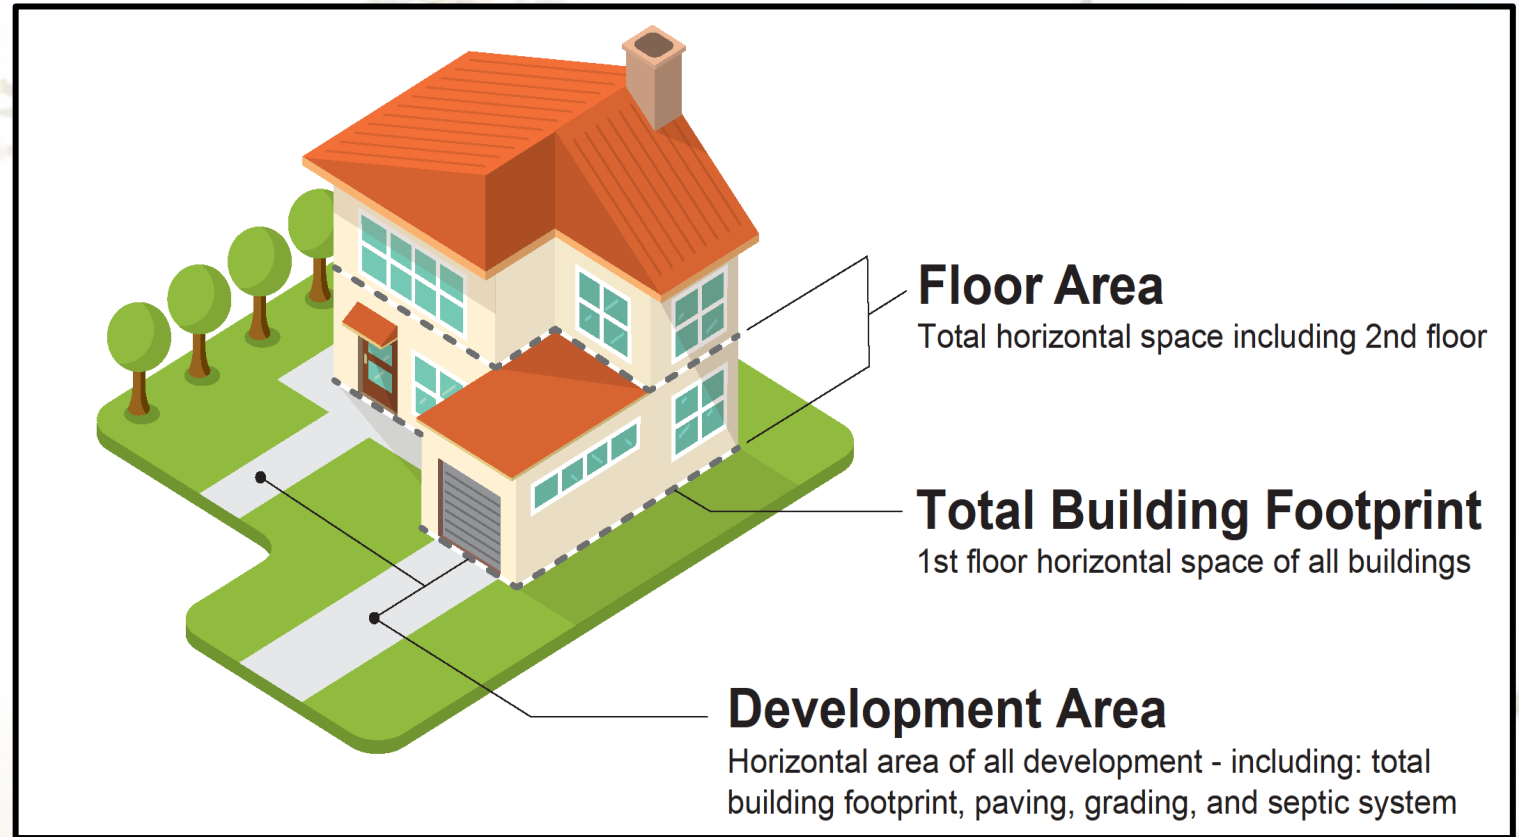 Floor Area
Total horizontal space including 2nd floor
Total Building Footprint
1st floor horizontal space of all buildings
Development Area
Horizontal area of all development - including: total
building footprint, paving, grading, and septic system